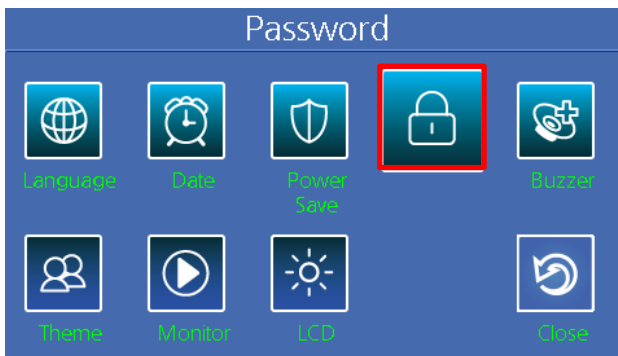 Password
Language
Date
Power
Save
Buzzer
Theme
Monitor
LCD
Close